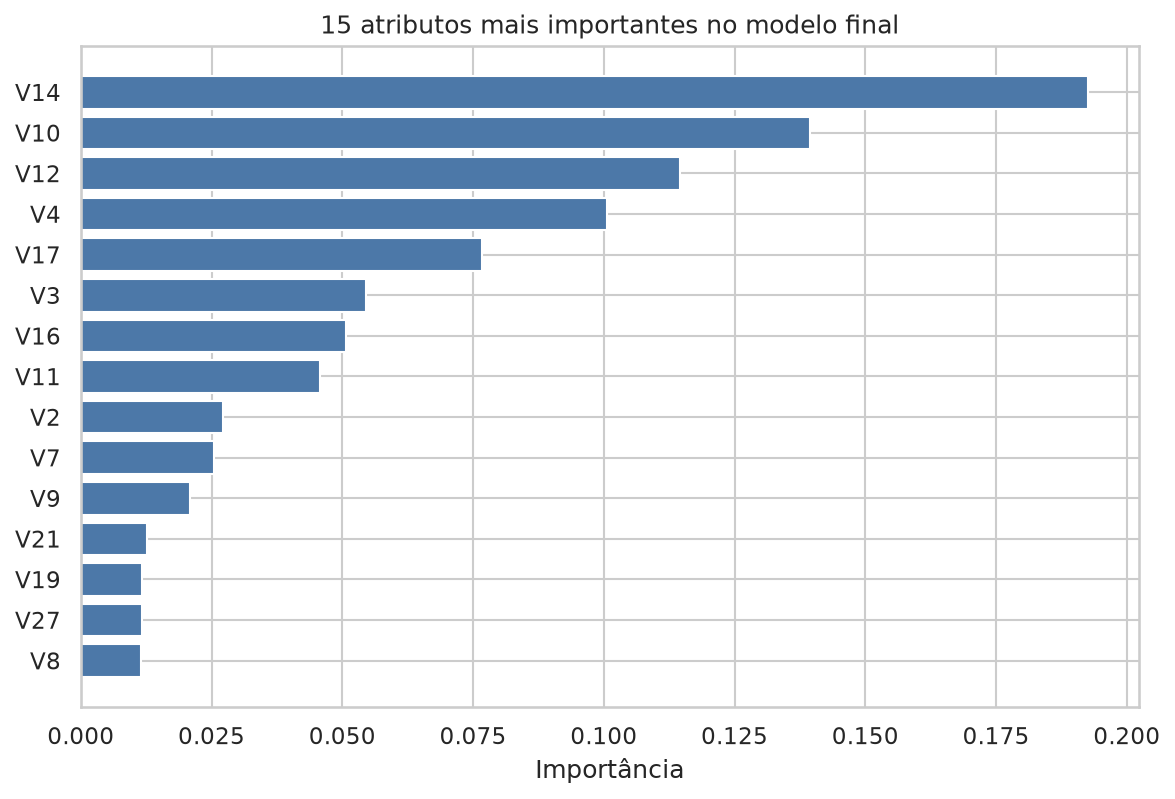 15 atributos mais importantes no modelo final
V14
V10
V12
V4
V17
V3
V16
V11
V2
V7
V9
V21
V19
V27
V8
0.000 0.025 0.050 0.075 0.100 0.125 0.150 0.175 0.200
Importância